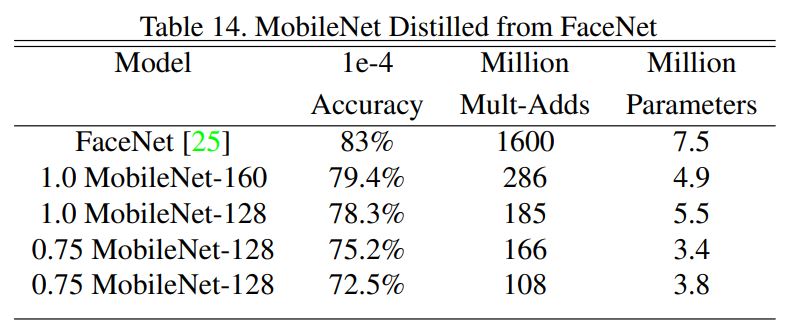 Table 14. MobileNet Distilled from FaceNet
Model 1e-4 Million Million
Accuracy Mult-Adds Parameters
FaceNet [25] 83% 1600 7.5
1.0 MobileNet-160 79.4% 286 4.9
1.0 MobileNet-128 78.3% 185 5.5
0.75 MobileNet-128 75.2% 166 3.4
0.75 MobileNet-128 72.5% 108 3.8